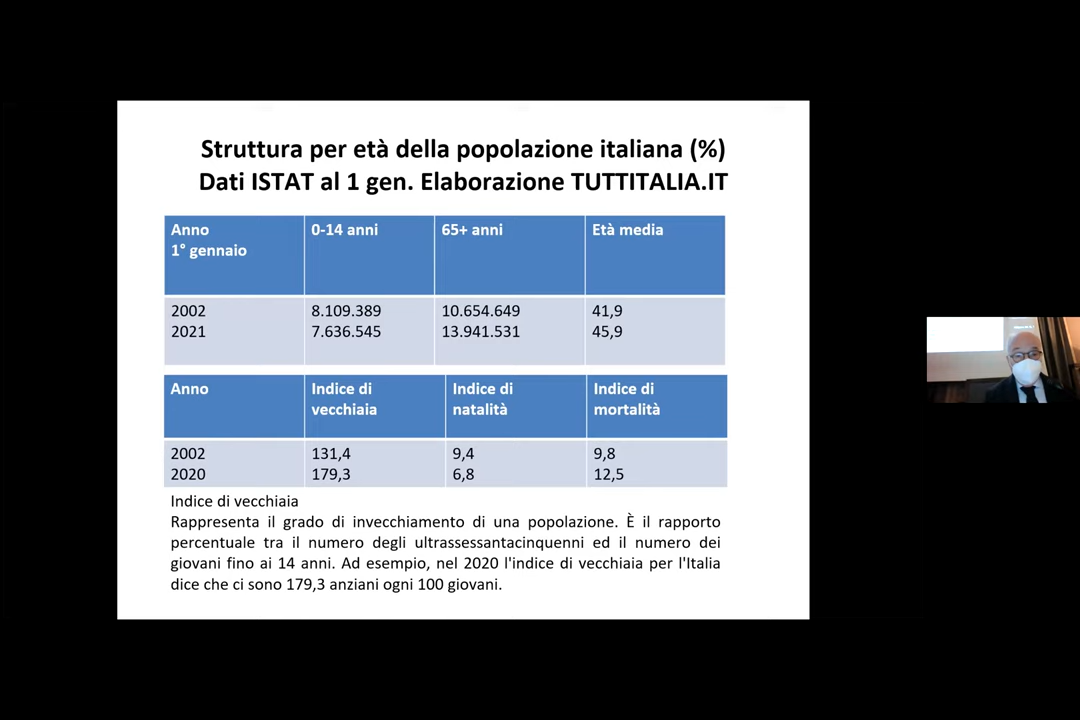 Struttura per età della popolazione italiana (%)
Dati ISTAT al 1 gen. Elaborazione TUTTITALIA.IT
Anno
1° gennaio
0-14 anni
65+ anni
Età media
2002
8.109.389
10.654.649
41,9
2021
7.636.545
13.941.531
45,9
Anno
Indice di
vecchiaia
Indice di
natalità
Indice di
mortalità
2002
131,4
9,4
9,8
2020
179,3
6,8
12,5
Indice di vecchiaia
Rappresenta il grado di invecchiamento di una popolazione. È il rapporto
percentuale tra il numero degli ultrassessantacinquenni ed il numero dei
giovani fino ai 14 anni. Ad esempio, nel 2020 l'indice di vecchiaia per l'Italia
dice che ci sono 179,3 anziani ogni 100 giovani.